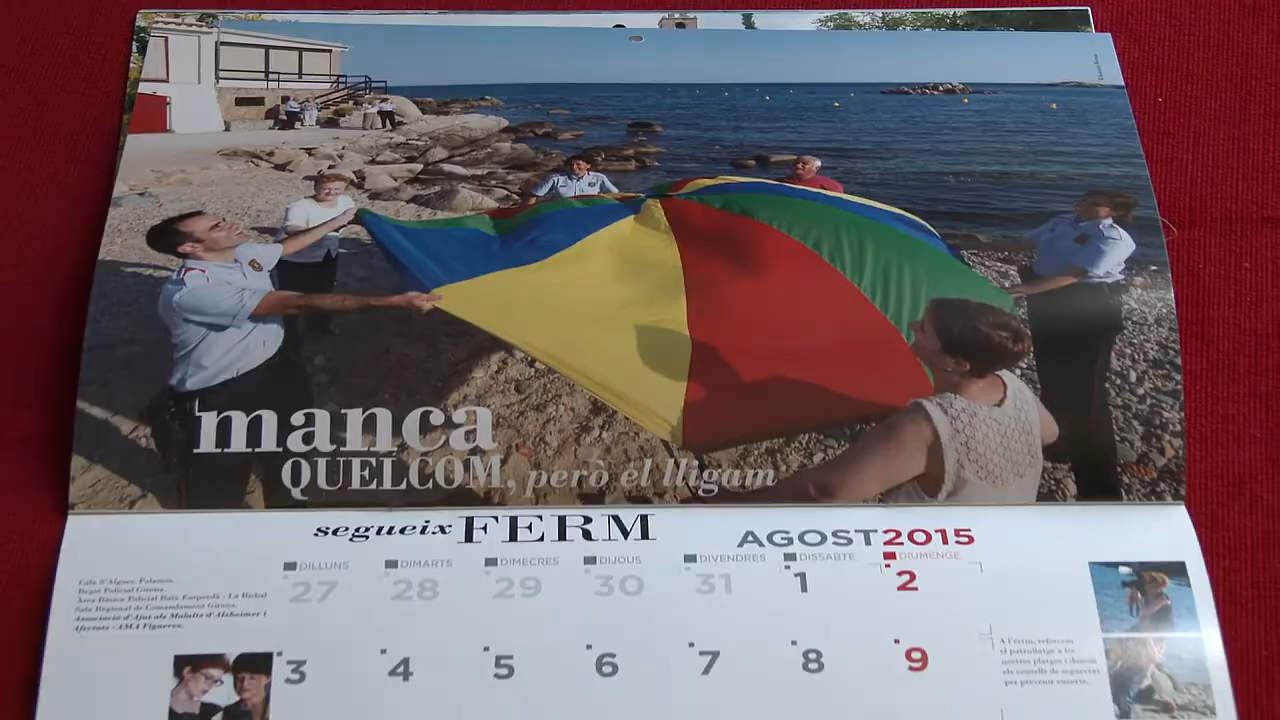 manca
QUELCOM, però el lligam
segueix FERM
AGOST2015
DILLUNS DIMARTS DIMECRES DIJOUS DIVENDRES DISSABTE DIUMENGE
27 28 29 30 31 1 2
Cala S'Alguer. Palamós.
Regió Policial Girona.
Àrea Bàsica Policial Baix Empordà - La Bisbal
Sala Regional de Comandament Girona.
Associació d'Ajut als Malalts d'Alzheimer i
Afectats - AMA Figueres.
3 4 5 6 7 8 9
A l'estiu, reforcem
el patrullatge a les
nostres platges i donem
els consells de seguretat
per prevenir ensurts.